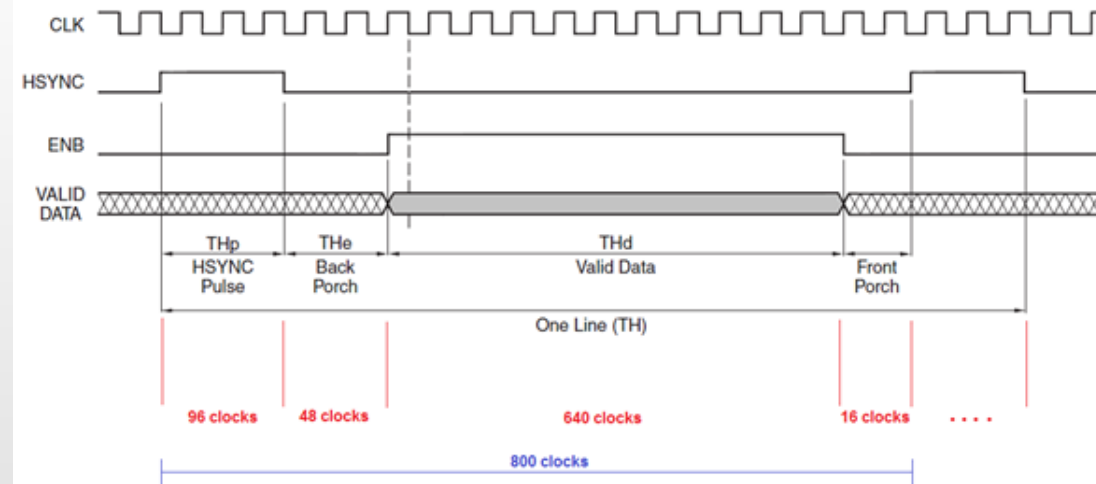 CLK
HSYNC
ENB
VALID
DATA
THp
HSYNC
Pulse
THe
Back
Porch
THd
Valid Data
Front
Porch
One Line (TH)
96 clocks
48 clocks
640 clocks
16 clocks
. . . .
800 clocks